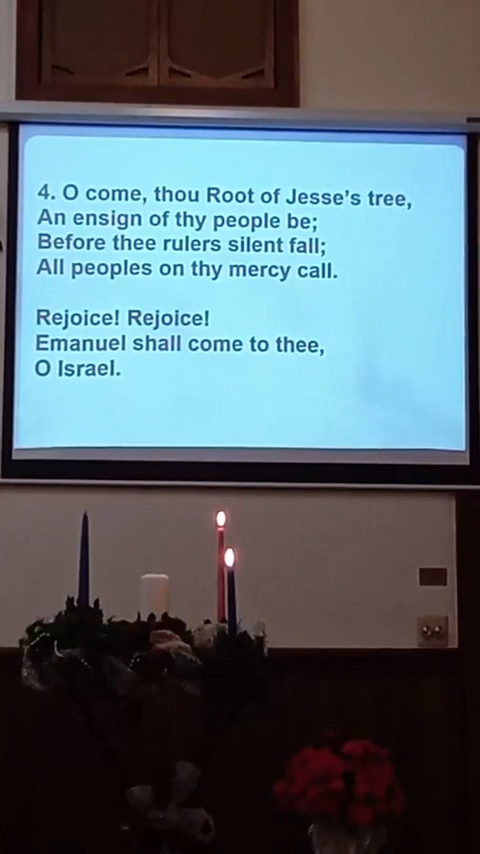 4. O come, thou Root of Jesse's tree,
An ensign of thy people be;
Before thee rulers silent fall;
All peoples on thy mercy call.
Rejoice! Rejoice!
Emanuel shall come to thee,
O Israel.